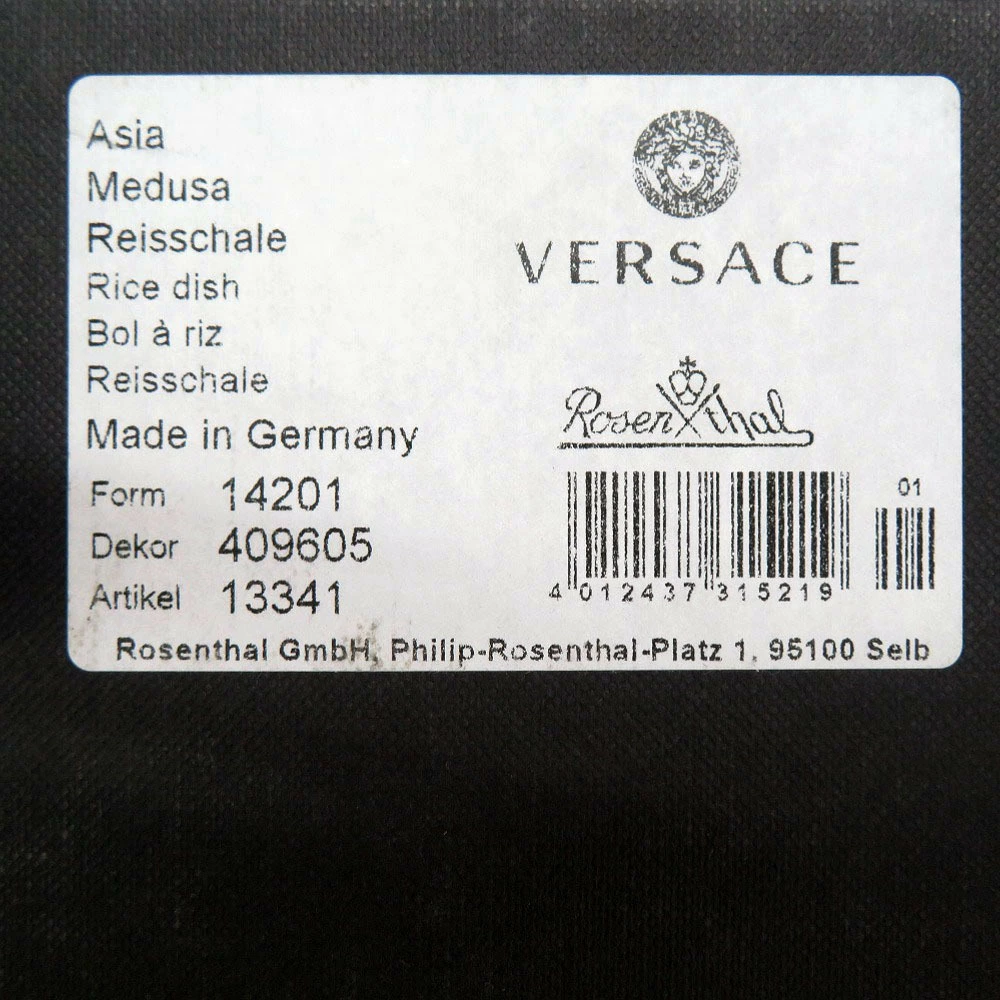 Asia
Medusa
Reisschale
Rice dish
Bol à riz
Reisschale
Made in Germany
Form 14201
Dekor 409605
Artikel 13341
VERSACE
Rosenthal
01
4 012437 315219
Rosenthal GmbH, Philip-Rosenthal-Platz 1, 95100 Selb